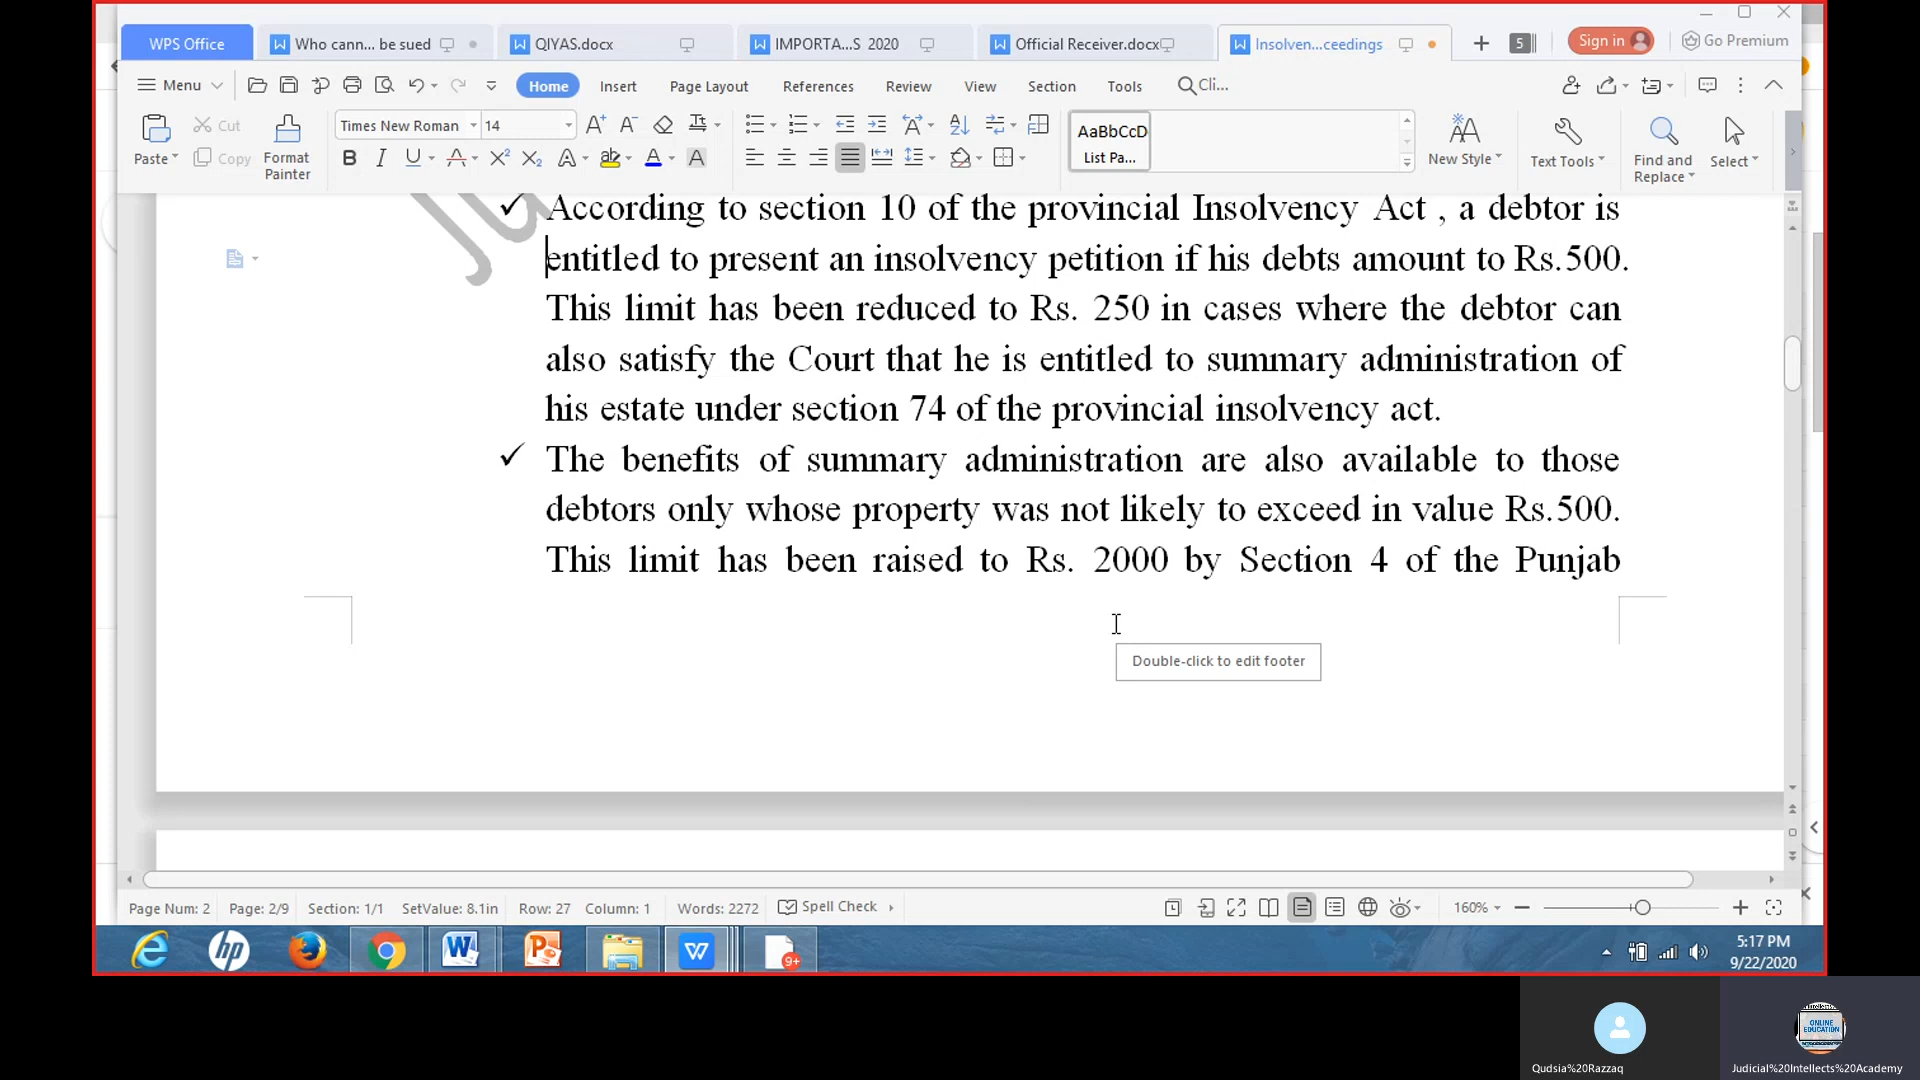 WPS Office
Who cann... be sued
QIYAS.docx
IMPORTA...S 2020
Official Receiver.docx
Insolven...ceedings
5
Sign in
Go Premium
Menu
Home
Insert
Page Layout
References
Review
View
Section
Tools
Cli...
Paste
Cut
Copy
Format
Painter
Times New Roman
14
AaBbCcD
List Pa...
New Style
Text Tools
Find and
Replace
Select
According to section 10 of the provincial Insolvency Act , a debtor is
entitled to present an insolvency petition if his debts amount to Rs.500.
This limit has been reduced to Rs. 250 in cases where the debtor can
also satisfy the Court that he is entitled to summary administration of
his estate under section 74 of the provincial insolvency act.
The benefits of summary administration are also available to those
debtors only whose property was not likely to exceed in value Rs.500.
This limit has been raised to Rs. 2000 by Section 4 of the Punjab
Double-click to edit footer
Page Num: 2 Page: 2/9 Section: 1/1 SetValue: 8.1in Row: 27 Column: 1 Words: 2272 Spell Check 160%
hp
9+
5:17 PM
9/22/2020
ONLINE
EDUCATION
Qudsia%20Razzaq
Judicial%20Intellects%20Academy